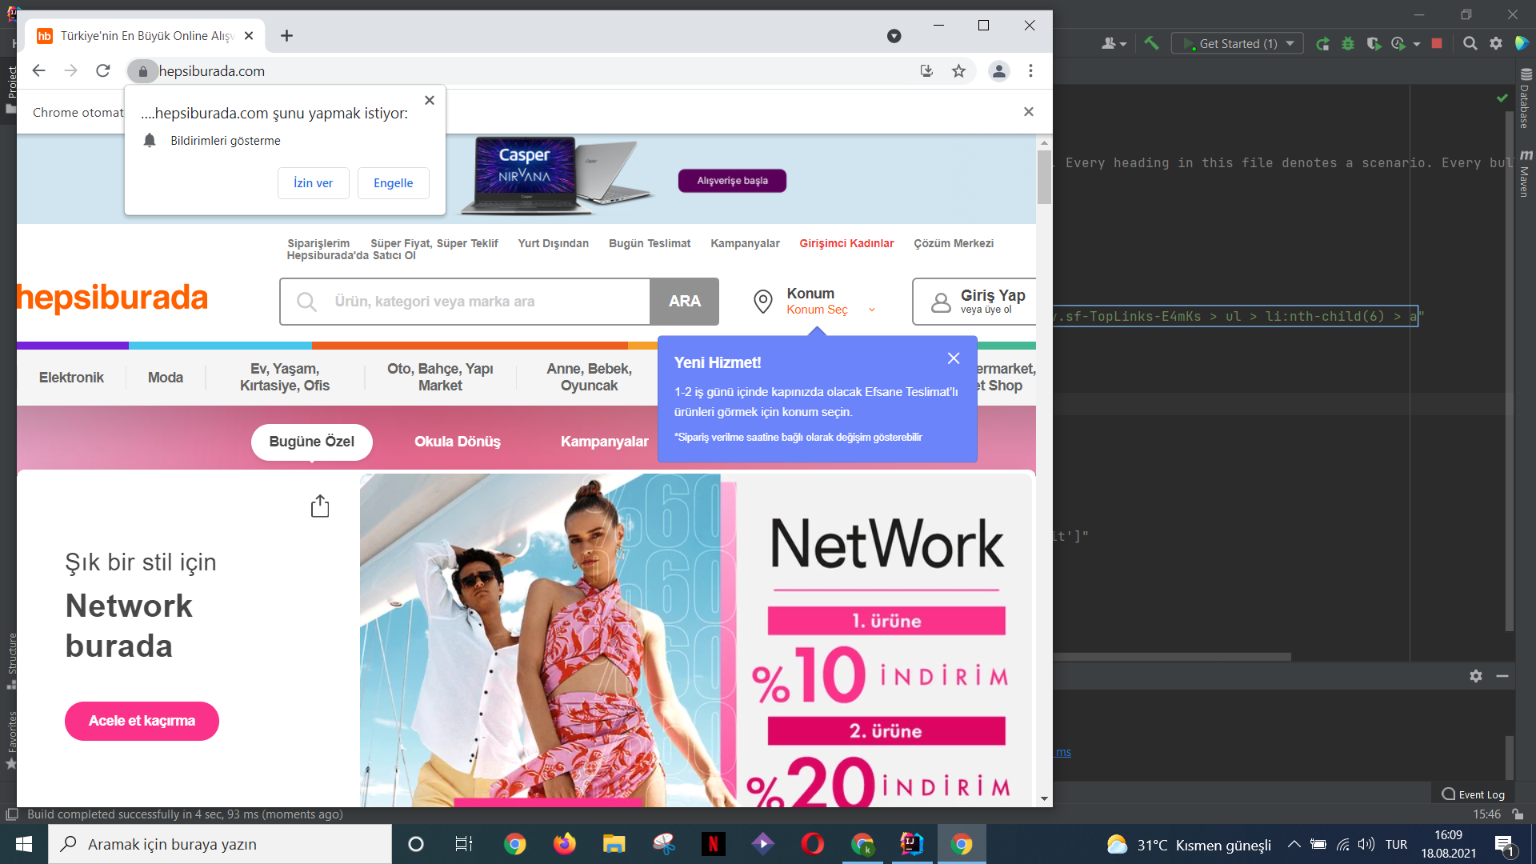 hb Türkiye'nin En Büyük Online Alışv
hepsiburada.com
Chrome otomat
....hepsiburada.com şunu yapmak istiyor:
Bildirimleri gösterme
İzin ver
Engelle
Casper
NIRVANA
Alışverişe başla
Siparişlerim
Süper Fiyat, Süper Teklif
Yurt Dışından
Bugün Teslimat
Kampanyalar
Girişimci Kadınlar
Çözüm Merkezi
Hepsiburada'da Satıcı Ol
hepsiburada
Ürün, kategori veya marka ara
ARA
Konum
Konum Seç
Giriş Yap
veya üye ol
Elektronik
Moda
Ev, Yaşam,
Kırtasiye, Ofis
Oto, Bahçe, Yapı
Market
Anne, Bebek,
Oyuncak
ermarket,
et Shop
Yeni Hizmet!
1-2 iş günü içinde kapınızda olacak Efsane Teslimat'lı
ürünleri görmek için konum seçin.
*Sipariş verilme saatine bağlı olarak değişim gösterebilir
Bugüne Özel
Okula Dönüş
Kampanyalar
Şık bir stil için
Network
burada
Acele et kaçırma
NetWork
1. ürüne
%10 İNDİRİM
2. ürüne
%20 İNDİRİM
Get Started (1)
Project
Structure
Favorites
Database
m Maven
. Every heading in this file denotes a scenario. Every bul
.sf-TopLinks-E4mKs > ul > li:nth-child(6) > a"
lt']"
ms
Event Log
Build completed successfully in 4 sec, 93 ms (moments ago)
15:46
Aramak için buraya yazın
31°C Kısmen güneşli
TUR
16:09
18.08.2021
1